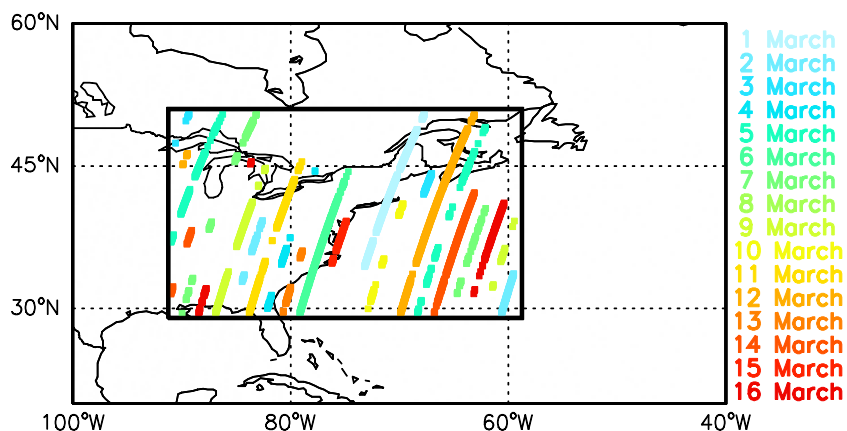 60°N
1 March
2 March
3 March
4 March
5 March
6 March
7 March
8 March
9 March
10 March
11 March
12 March
13 March
14 March
15 March
16 March
45°N
30°N
100°W 80°W 60°W 40°W